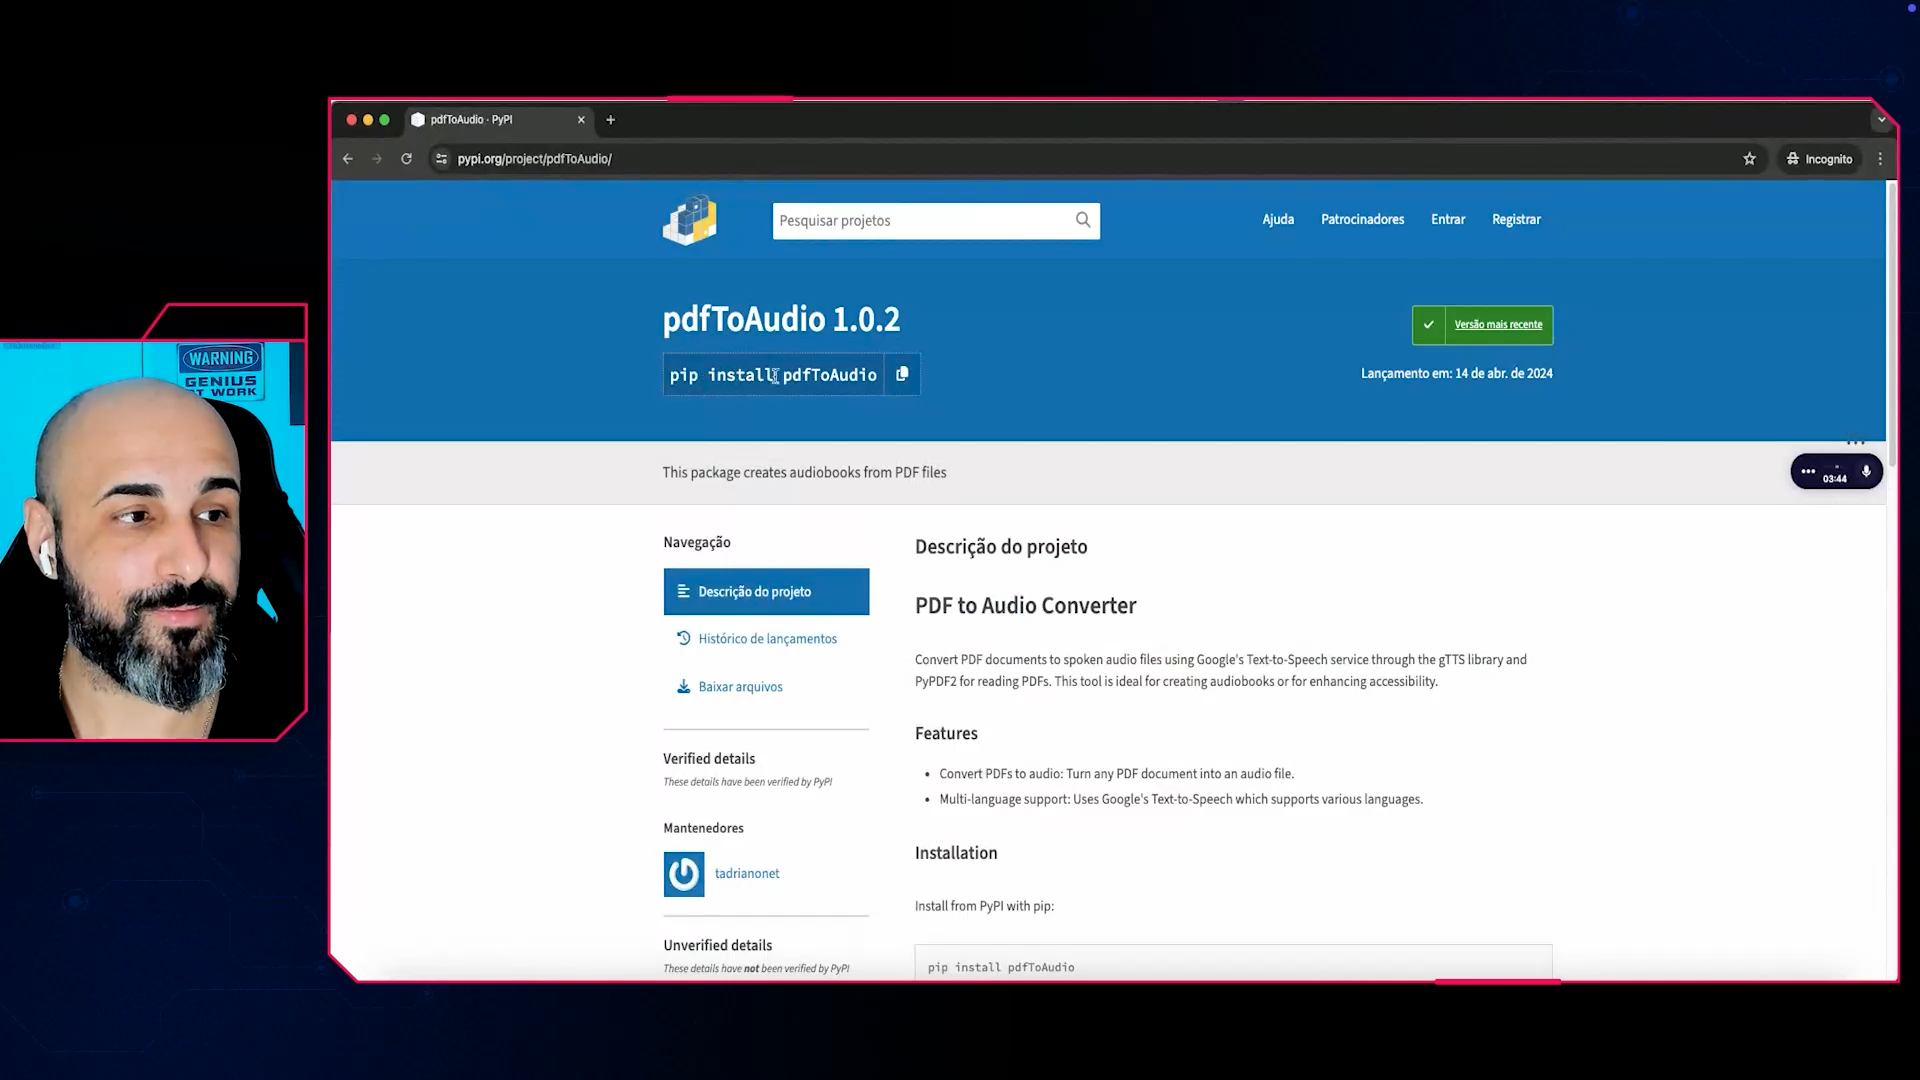 pdfToAudio · PyPI
pypi.org/project/pdfToAudio/
Incognito
Pesquisar projetos
Ajuda
Patrocinadores
Entrar
Registrar
pdfToAudio 1.0.2
Versão mais recente
pip install pdfToAudio
Lançamento em: 14 de abr. de 2024
WARNING
GENIUS
AT WORK
This package creates audiobooks from PDF files
03:44
Navegação
Descrição do projeto
Histórico de lançamentos
Baixar arquivos
Verified details
These details have been verified by PyPI
Mantenedores
tadrianonet
Unverified details
These details have not been verified by PyPI
Descrição do projeto
PDF to Audio Converter
Convert PDF documents to spoken audio files using Google's Text-to-Speech service through the gTTS library and
PyPDF2 for reading PDFs. This tool is ideal for creating audiobooks or for enhancing accessibility.
Features
• Convert PDFs to audio: Turn any PDF document into an audio file.
• Multi-language support: Uses Google's Text-to-Speech which supports various languages.
Installation
Install from PyPI with pip:
pip install pdfToAudio